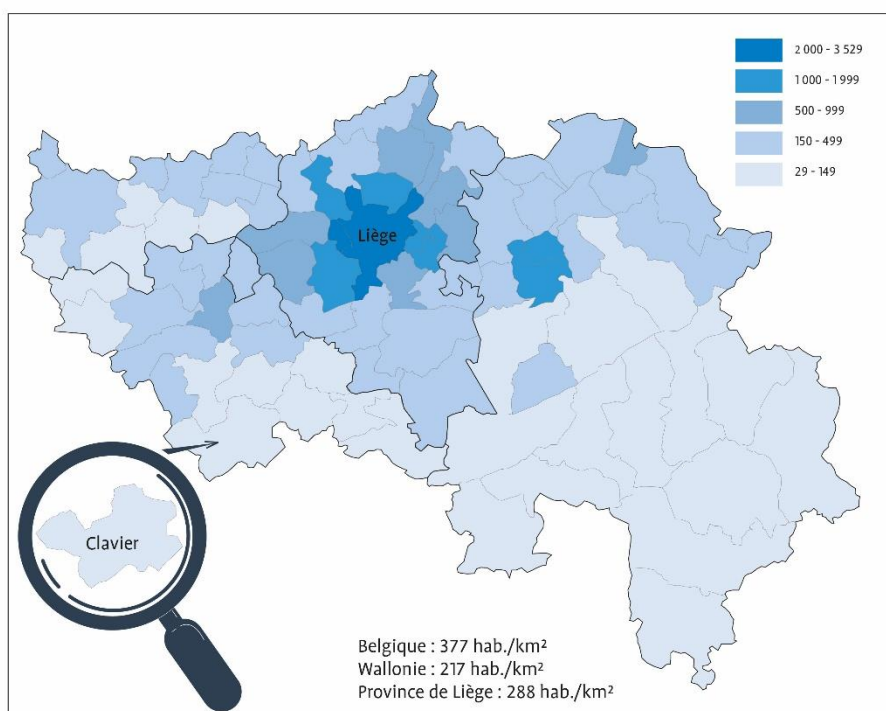 2 000 - 3 529
1 000 - 1 999
500 - 999
150 - 499
29 - 149
Liège
Clavier
Belgique : 377 hab./km²
Wallonie : 217 hab./km²
Province de Liège : 288 hab./km²